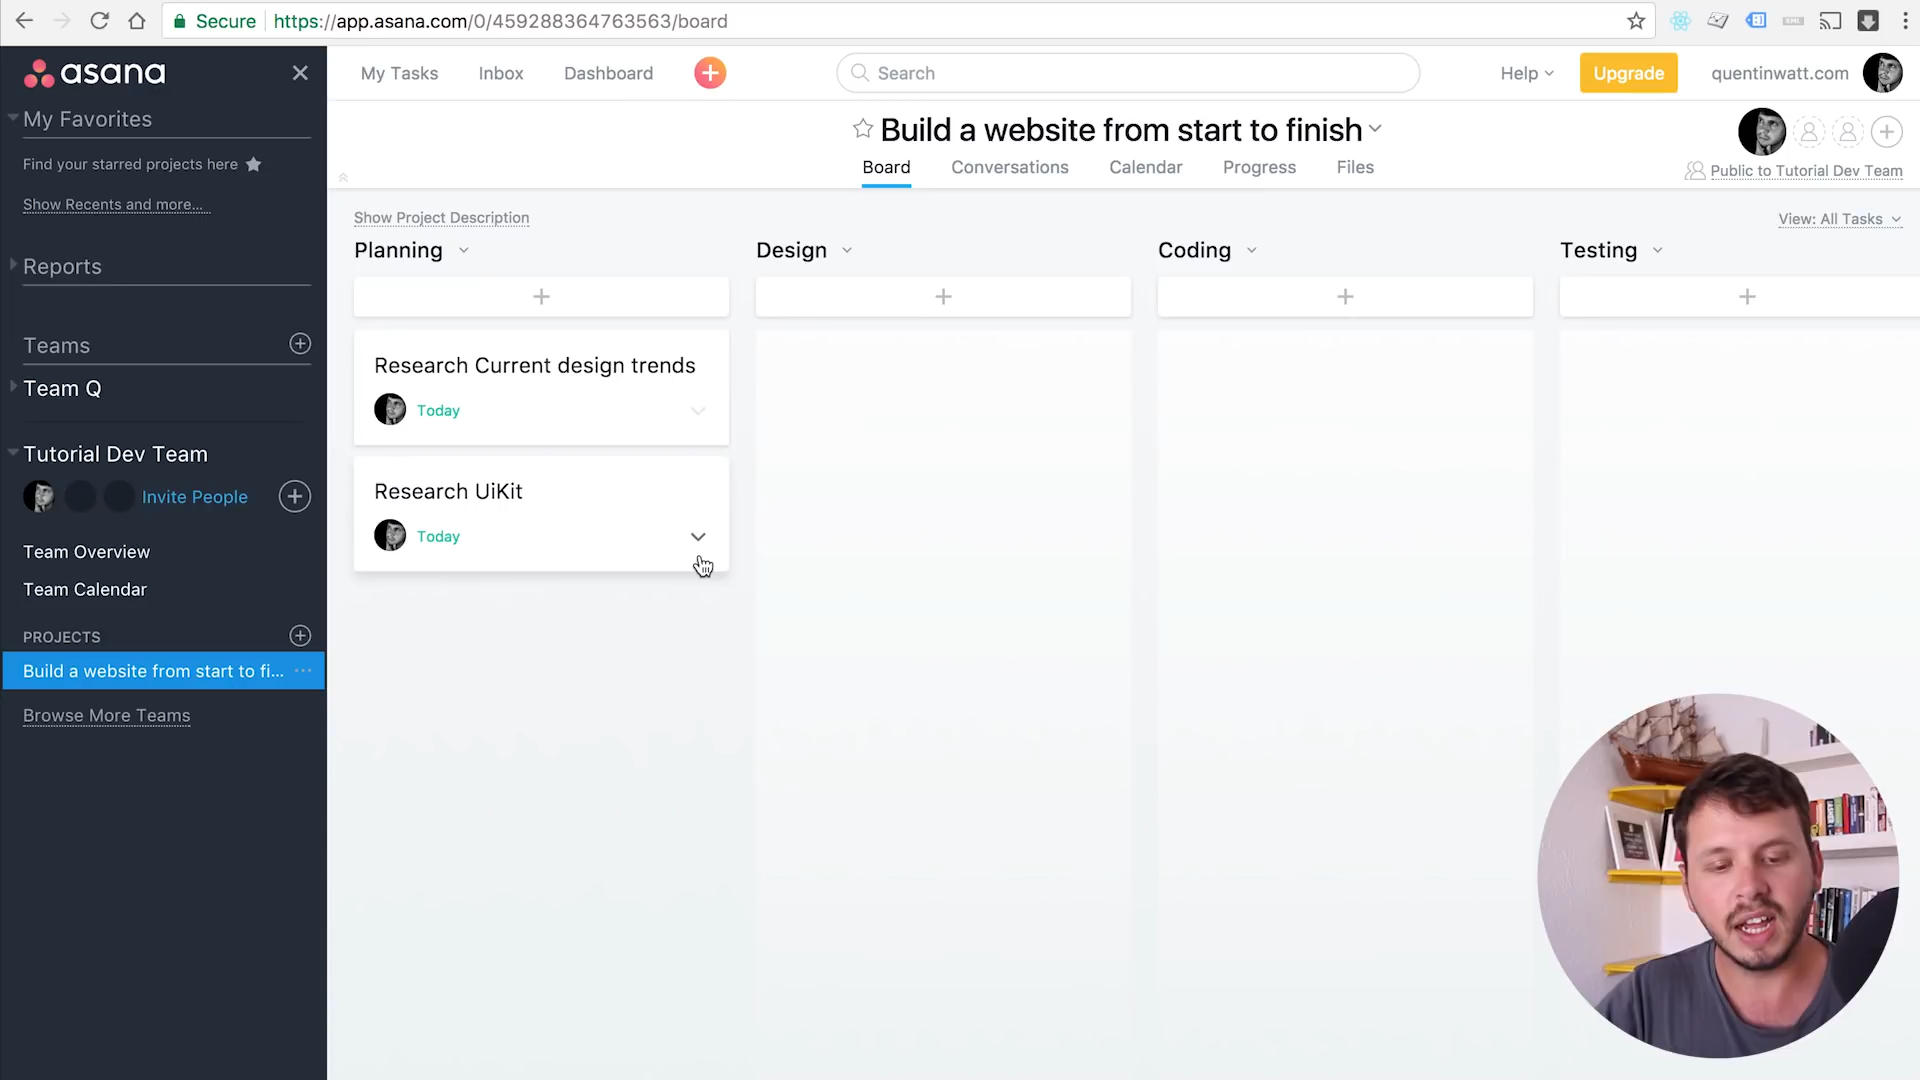 Secure
https://app.asana.com/0/459288364763563/board
asana
My Tasks
Inbox
Dashboard
Search
Help
Upgrade
quentinwatt.com
My Favorites
Find your starred projects here
Show Recents and more...
Reports
Teams
Team Q
Tutorial Dev Team
Invite People
Team Overview
Team Calendar
PROJECTS
Build a website from start to fi...
Browse More Teams
Build a website from start to finish
Board
Conversations
Calendar
Progress
Files
Public to Tutorial Dev Team
Show Project Description
View: All Tasks
Planning
Design
Coding
Testing
Research Current design trends
Today
Research UiKit
Today